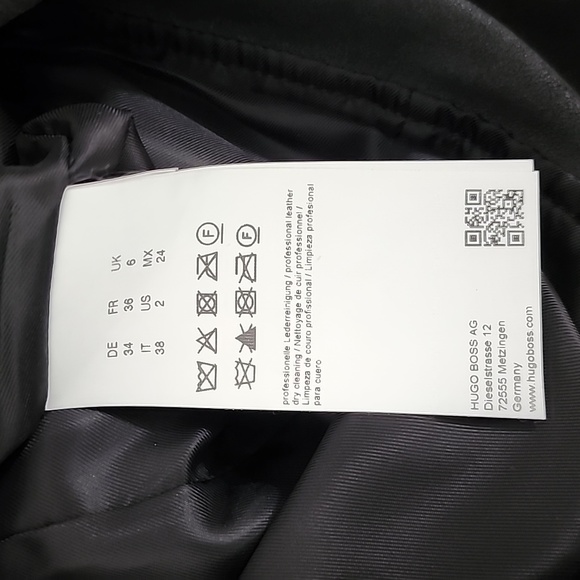 DE FR UK
34 36 6
IT US MX
38 2 24
F
F
professionelle Lederreinigung / professional leather
dry cleaning / Nettoyage de cuir professionnel /
Limpeza de couro profissional / Limpieza profesional
para cuero
HUGO BOSS AG
Dieselstrasse 12
72555 Metzingen
Germany
www.hugoboss.com